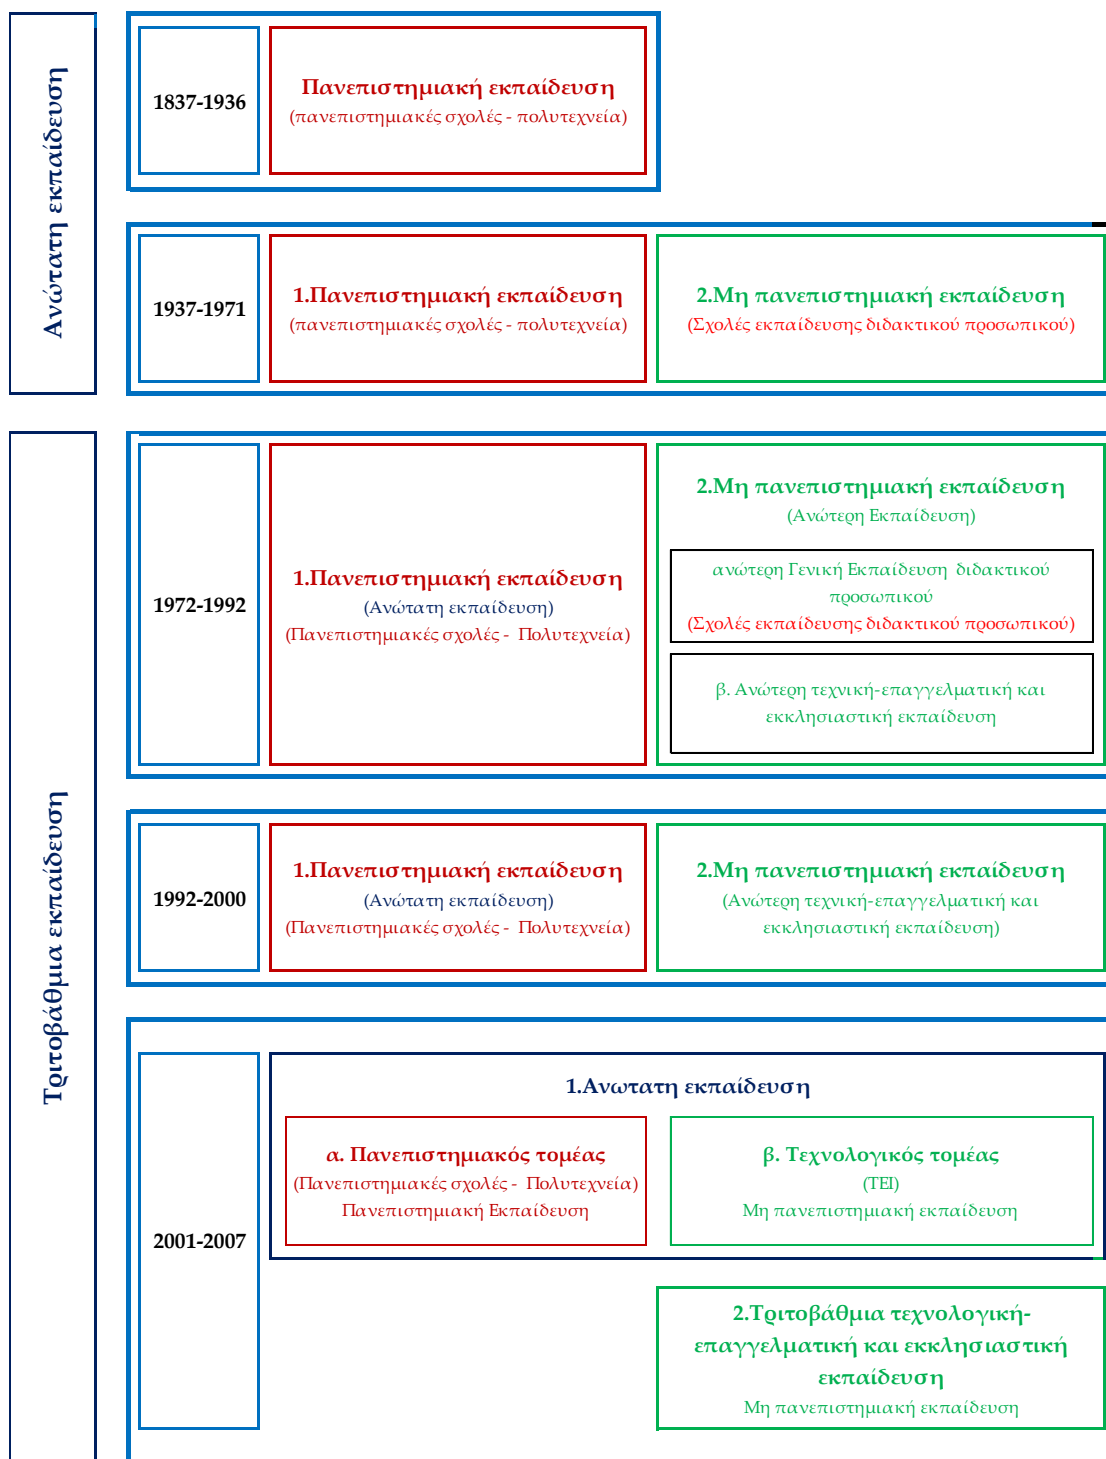 Ανώτατη εκπαίδευση
1837-1936
Πανεπιστημιακή εκπαίδευση
(πανεπιστημιακές σχολές - πολυτεχνεία)
1937-1971
1.Πανεπιστημιακή εκπαίδευση
(πανεπιστημιακές σχολές - πολυτεχνεία)
2.Μη πανεπιστημιακή εκπαίδευση
(Σχολές εκπαίδευσης διδακτικού προσωπικού)
Τριτοβάθμια εκπαίδευση
1972-1992
1.Πανεπιστημιακή εκπαίδευση
(Ανώτατη εκπαίδευση)
(Πανεπιστημιακές σχολές - Πολυτεχνεία)
2.Μη πανεπιστημιακή εκπαίδευση
(Ανώτερη Εκπαίδευση)
ανώτερη Γενική Εκπαίδευση διδακτικού
προσωπικού
(Σχολές εκπαίδευσης διδακτικού προσωπικού)
β. Ανώτερη τεχνική-επαγγελματική και
εκκλησιαστική εκπαίδευση
1992-2000
1.Πανεπιστημιακή εκπαίδευση
(Ανώτατη εκπαίδευση)
(Πανεπιστημιακές σχολές - Πολυτεχνεία)
2.Μη πανεπιστημιακή εκπαίδευση
(Ανώτερη τεχνική-επαγγελματική και
εκκλησιαστική εκπαίδευση)
2001-2007
1.Ανωτατη εκπαίδευση
α. Πανεπιστημιακός τομέας
(Πανεπιστημιακές σχολές - Πολυτεχνεία)
Πανεπιστημιακή Εκπαίδευση
β. Τεχνολογικός τομέας
(ΤΕΙ)
Μη πανεπιστημιακή εκπαίδευση
2.Τριτοβάθμια τεχνολογική-
επαγγελματική και εκκλησιαστική
εκπαίδευση
Μη πανεπιστημιακή εκπαίδευση